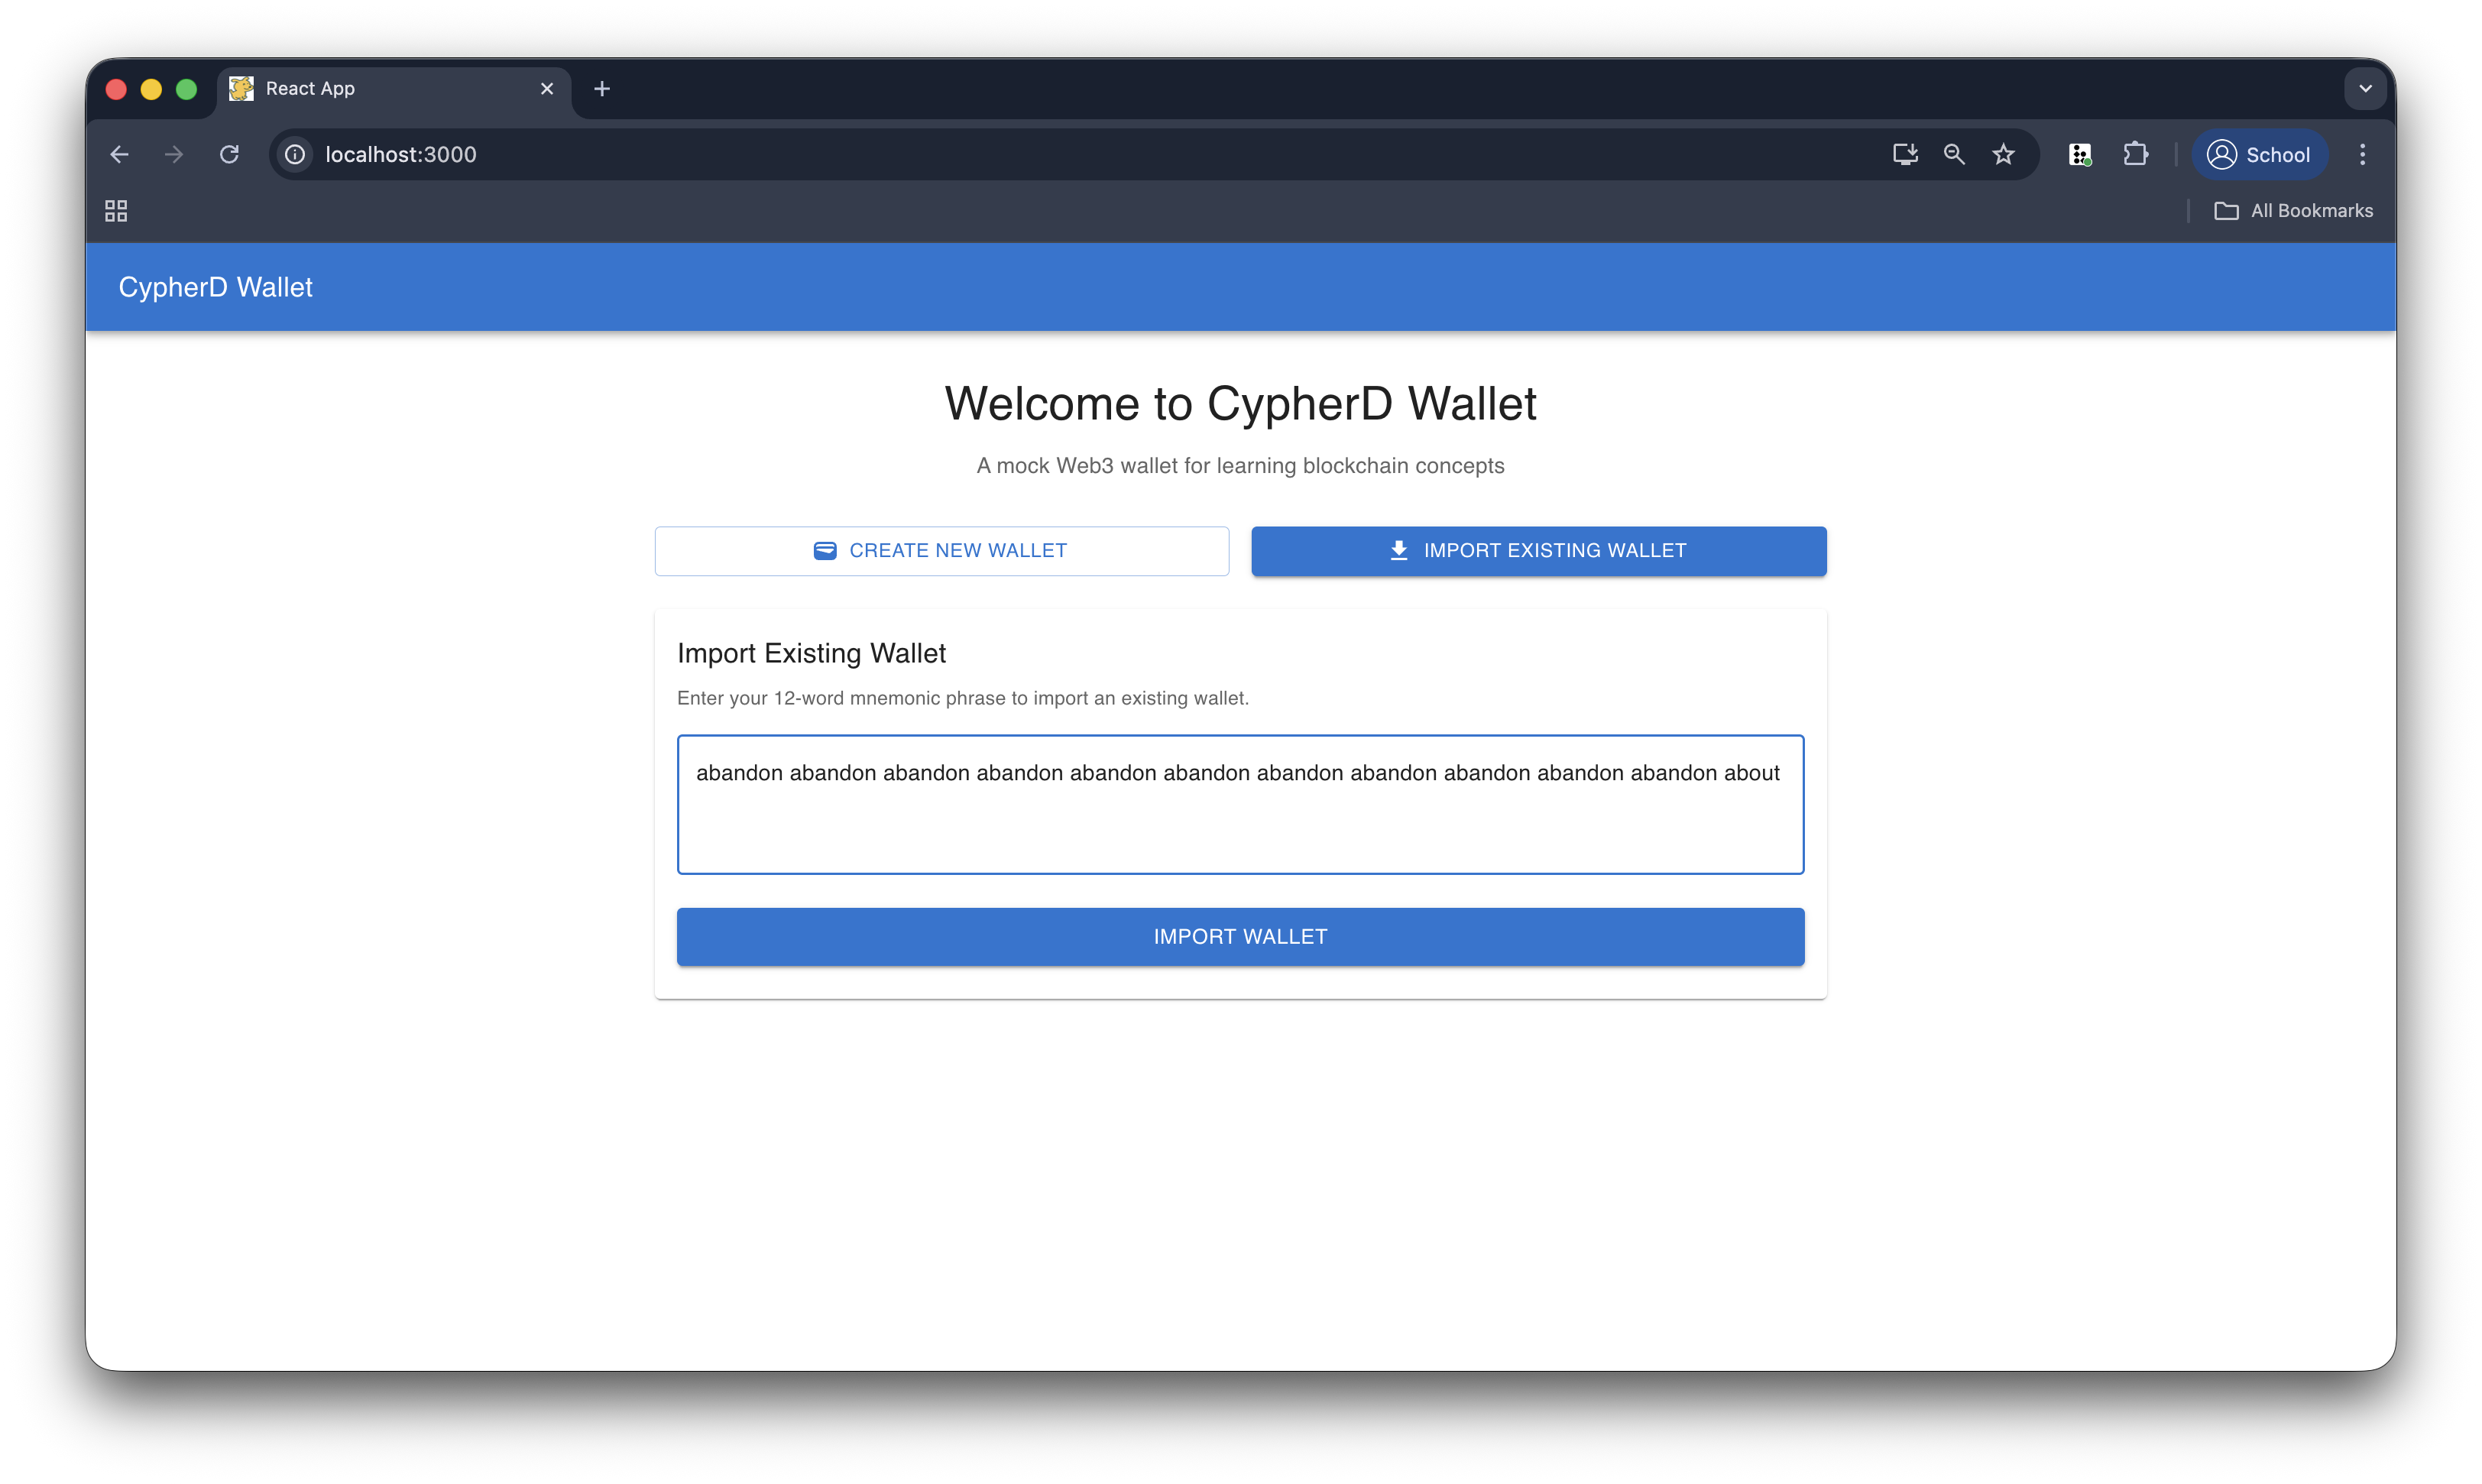 React App
localhost:3000
School
All Bookmarks
CypherD Wallet
Welcome to CypherD Wallet
A mock Web3 wallet for learning blockchain concepts
CREATE NEW WALLET
IMPORT EXISTING WALLET
Import Existing Wallet
Enter your 12-word mnemonic phrase to import an existing wallet.
abandon abandon abandon abandon abandon abandon abandon abandon abandon abandon abandon about
IMPORT WALLET